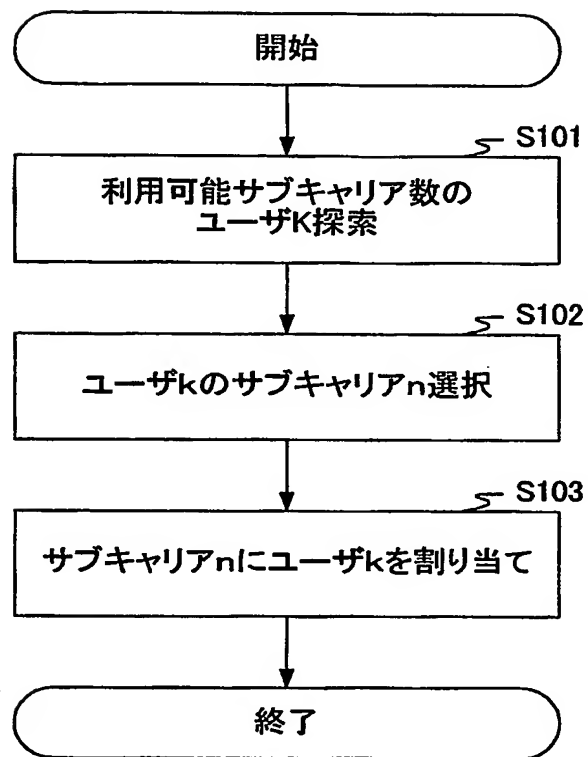 開始
S101
利用可能サブキャリア数の
ユーザK探索
S102
ユーザkのサブキャリアn選択
S103
サブキャリアnにユーザkを割り当て
終了